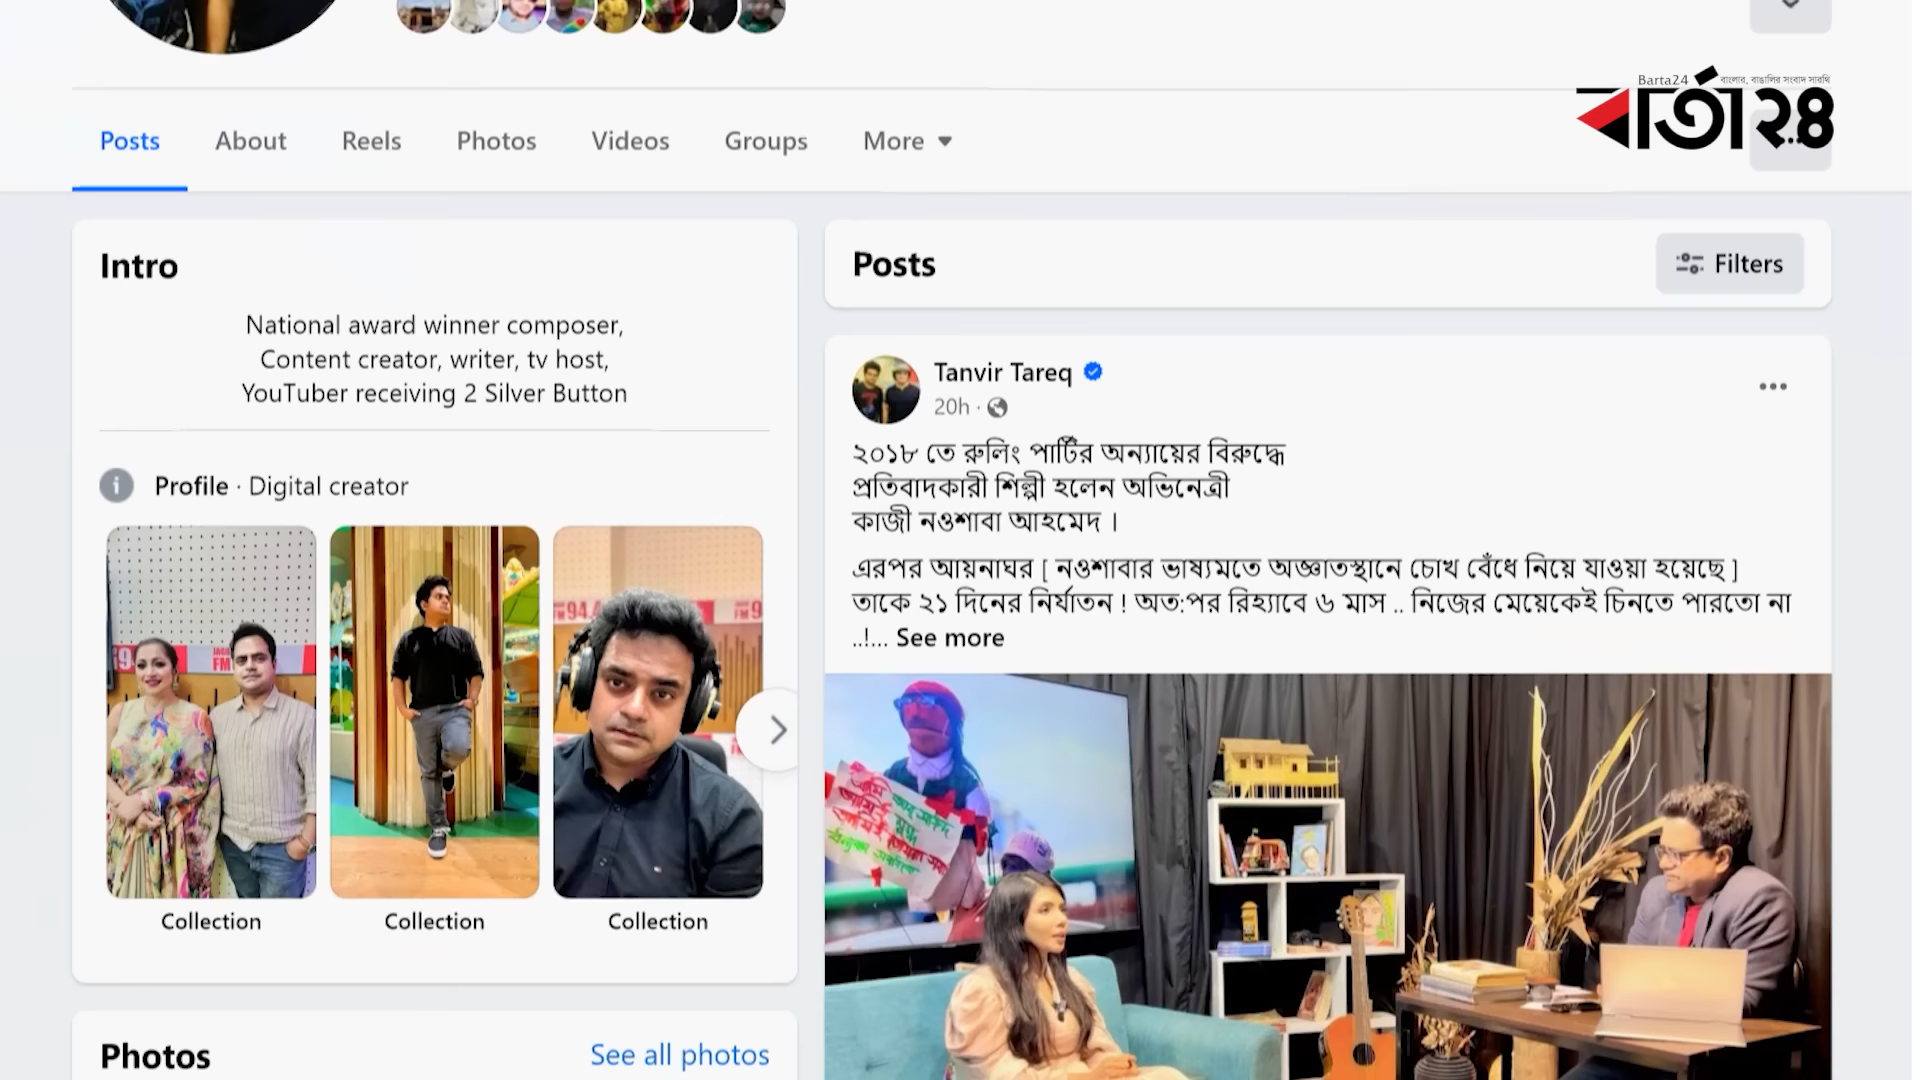 Barta24
বাংলার, বাঙালির সংবাদ সারথি
বার্তা২৪
Posts
About
Reels
Photos
Videos
Groups
More
Intro
National award winner composer,
Content creator, writer, tv host,
YouTuber receiving 2 Silver Button
Profile · Digital creator
Collection
Collection
Collection
Photos
See all photos
Posts
Filters
Tanvir Tareq
20h ·
২০১৮ তে রুলিং পার্টির অন্যায়ের বিরুদ্ধে
প্রতিবাদকারী শিল্পী হলেন অভিনেত্রী
কাজী নওশাবা আহমেদ ।
এরপর আয়নাঘর [ নওশাবার ভাষ্যমতে অজ্ঞাতস্থানে চোখ বেঁধে নিয়ে যাওয়া হয়েছে ]
তাকে ২১ দিনের নির্যাতন ! অত:পর রিহ্যাবে ৬ মাস .. নিজের মেয়েকেই চিনতে পারতো না
..!... See more
FM 94.4